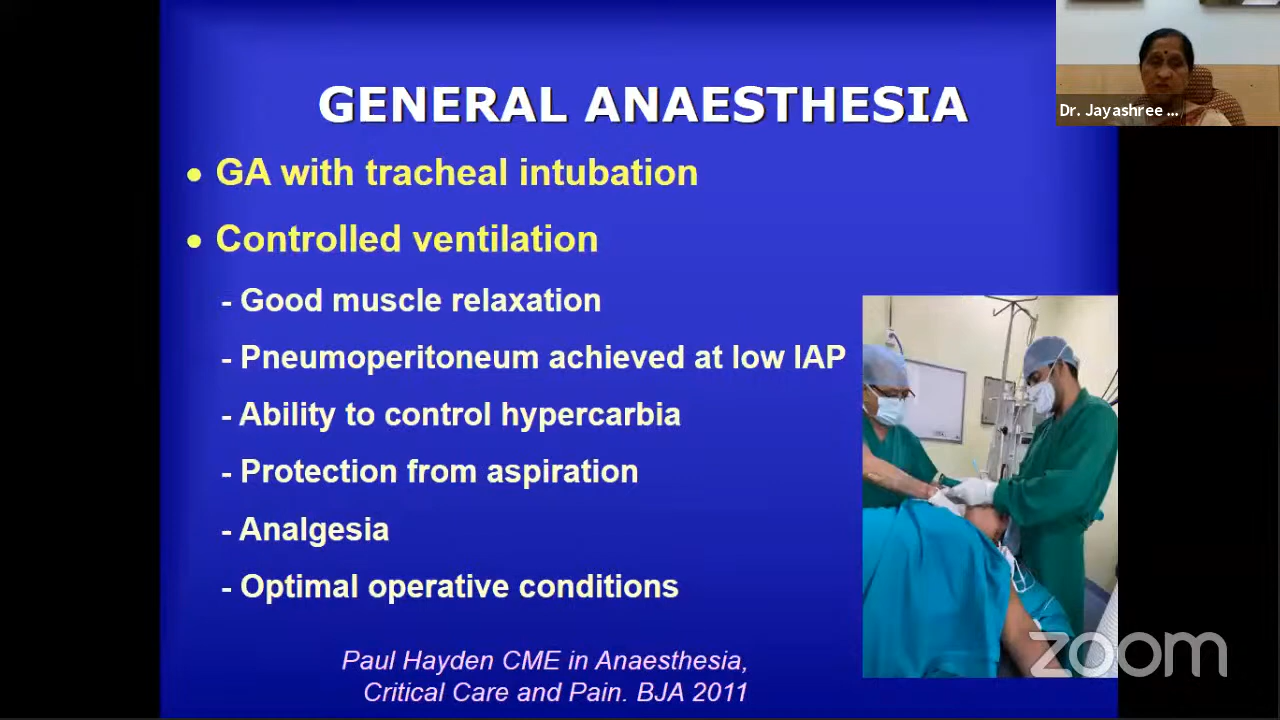 GENERAL ANAESTHESIA
• GA with tracheal intubation
• Controlled ventilation
- Good muscle relaxation
- Pneumoperitoneum achieved at low IAP
- Ability to control hypercarbia
- Protection from aspiration
- Analgesia
- Optimal operative conditions
Paul Hayden CME in Anaesthesia,
Critical Care and Pain. BJA 2011
Dr. Jayashree ...
zoom